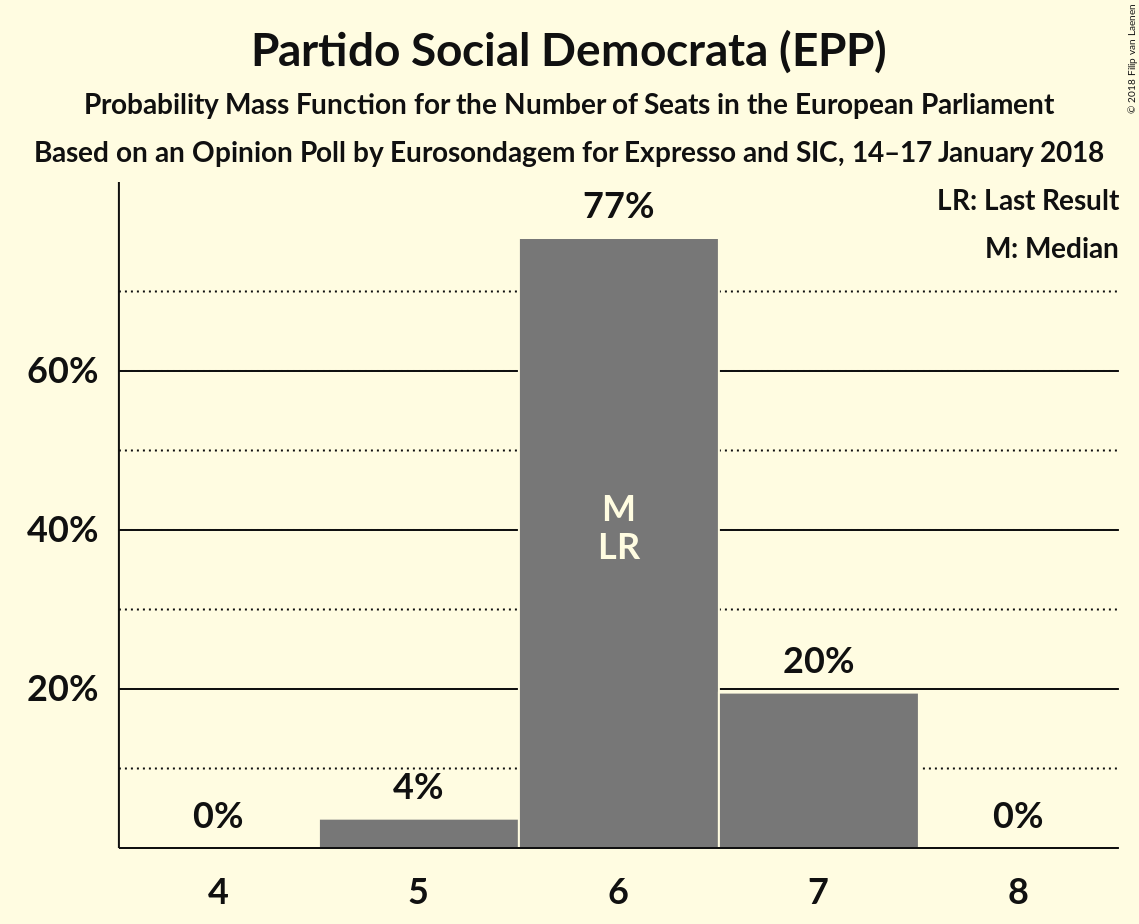 Partido Social Democrata (EPP)
Probability Mass Function for the Number of Seats in the European Parliament
Based on an Opinion Poll by Eurosondagem for Expresso and SIC, 14–17 January 2018
© 2018 Filip van Laenen
LR: Last Result
M: Median
77%
60%
40%
20%
M
LR
20%
4%
0%
0%
4
5
6
7
8